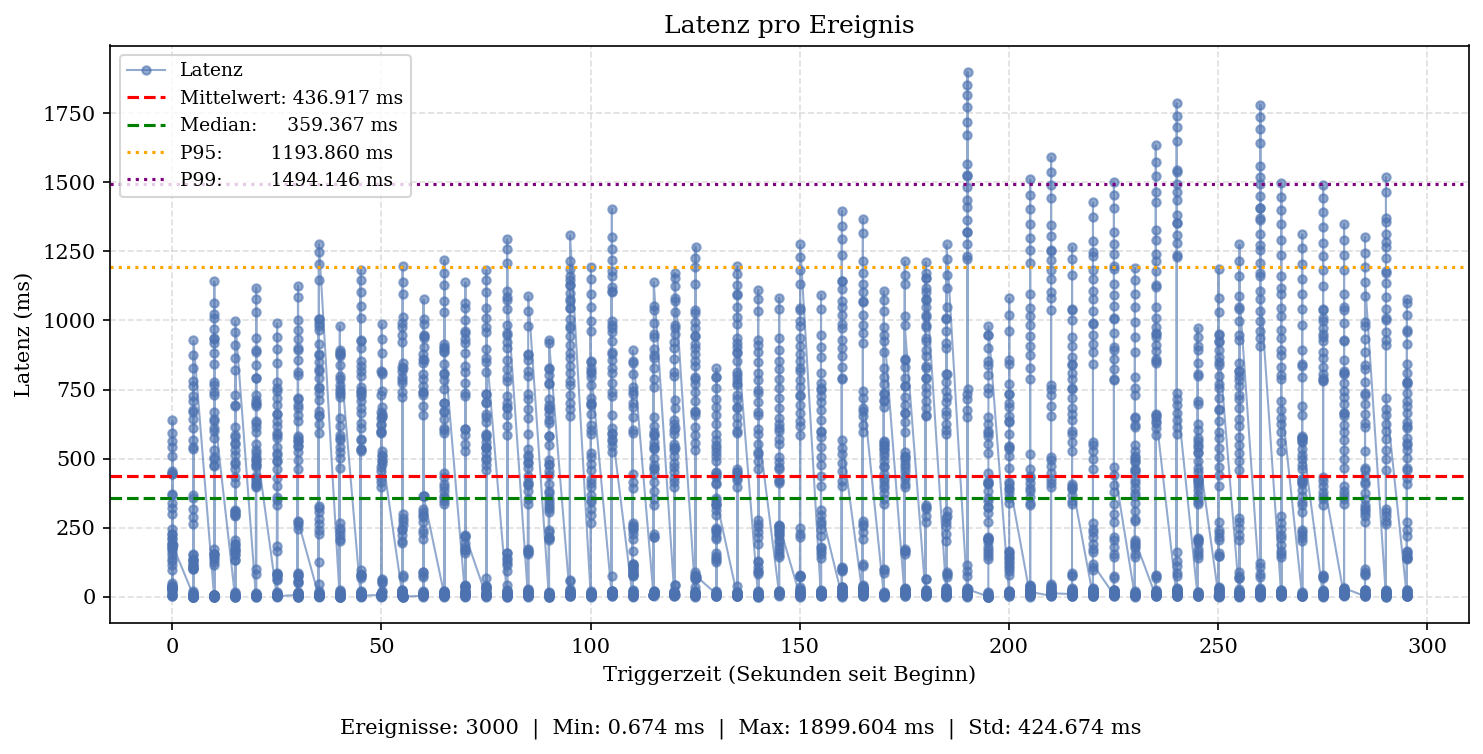 Latenz pro Ereignis
Latenz
Mittelwert: 436.917 ms
Median: 359.367 ms
P95: 1193.860 ms
P99: 1494.146 ms
Latenz (ms)
1750
1500
1250
1000
750
500
250
0
0 50 100 150 200 250 300
Triggerzeit (Sekunden seit Beginn)
Ereignisse: 3000 | Min: 0.674 ms | Max: 1899.604 ms | Std: 424.674 ms